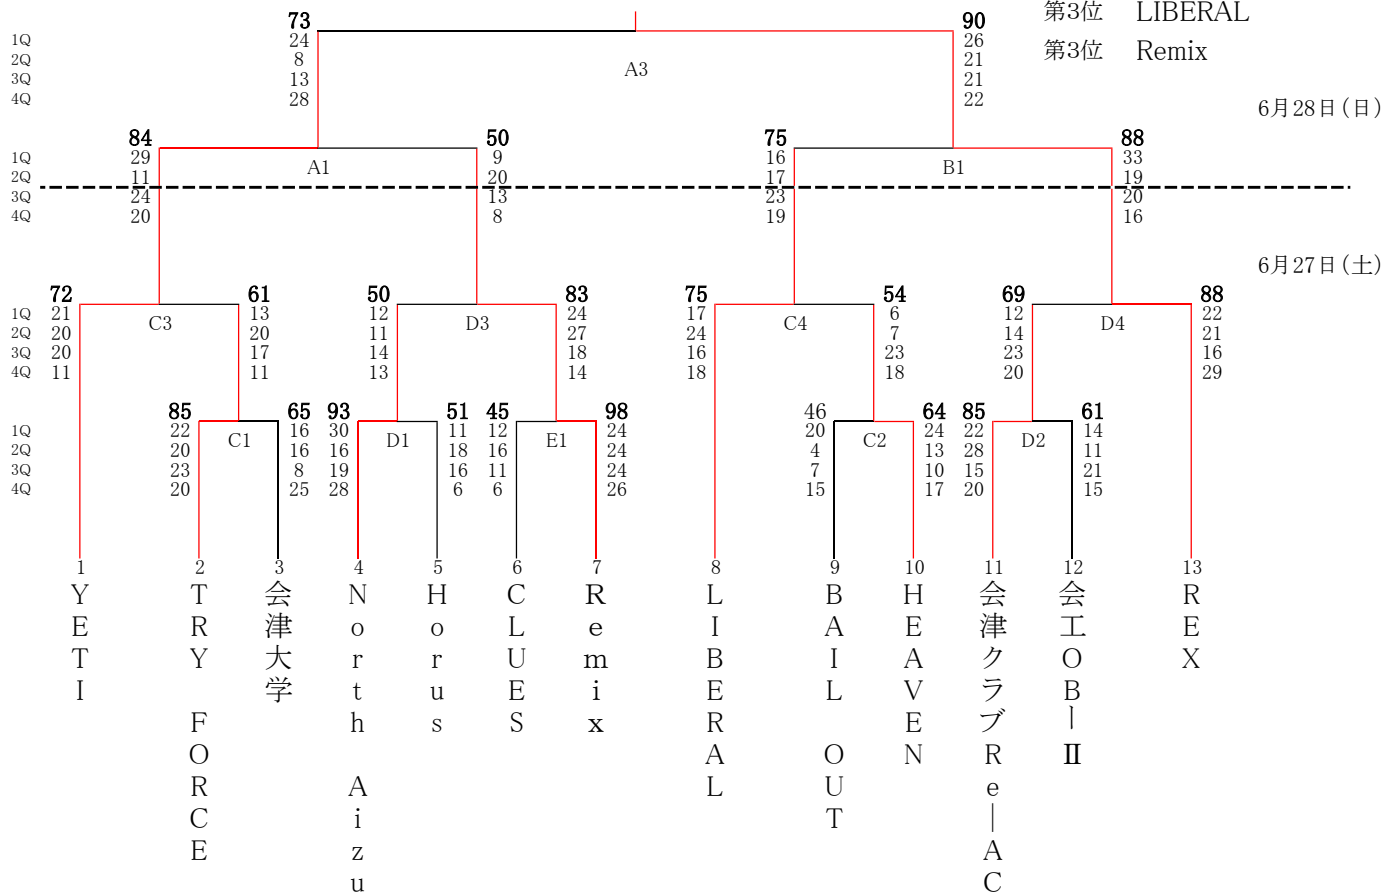 第3位 LIBERAL
第3位 Remix
73 90
1Q 24 26
2Q 8 21
3Q 13 21
4Q 28 22
A3
6月28日(日)
84 50 75 88
1Q 29 9 16 33
A1 B1
2Q 11 20 17 19
3Q 24 13 23 20
4Q 20 8 19 16
6月27日(土)
72 61 50 83 75 54 69 88
1Q 21 13 12 24 17 6 12 22
C3 D3 C4 D4
2Q 20 20 11 27 24 7 14 21
3Q 20 17 14 18 16 23 23 16
4Q 11 11 13 14 18 18 20 29
85 65 93 51 45 98 46 64 85 61
1Q 22 16 30 11 12 24 20 24 22 14
C1 D1 E1 C2 D2
2Q 20 16 16 18 16 24 4 13 28 11
3Q 23 8 19 16 11 24 7 10 15 21
4Q 20 25 28 6 6 26 15 17 20 15
1 2 3 4 5 6 7 8 9 10 11 12 13
YETI
TRY FORCE
会津大学
North Aizu
Horus
CLUES
Remix
LIBERAL
BAIL OUT
HEAVEN
会津クラブRe―AC
会工OB―Ⅱ
REX